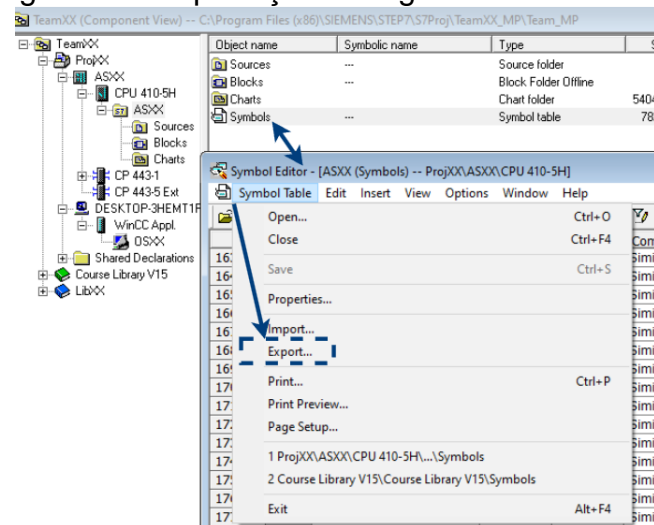 TeamXX (Component View) -- C:\Program Files (x86)\SIEMENS\STEP7\S7Proj\TeamXX_MP\Team_MP
TeamXX
ProjXX
ASXX
CPU 410-5H
ASXX
Sources
Blocks
Charts
CP 443-1
CP 443-5 Ext
DESKTOP-3HEMT1F
WinCC Appl.
OSXX
Shared Declarations
Course Library V15
LibXX
Object name Symbolic name Type S
Sources --- Source folder
Blocks --- Block Folder Offline
Charts --- Chart folder 5404
Symbols --- Symbol table 78
Symbol Editor - [ASXX (Symbols) -- ProjXX\ASXX\CPU 410-5H]
Symbol Table Edit Insert View Options Window Help
Open... Ctrl+O
Close Ctrl+F4
Save Ctrl+S
Properties...
Import...
Export...
Print... Ctrl+P
Print Preview...
Page Setup...
1 ProjXX\ASXX\CPU 410-5H\...\Symbols
2 Course Library V15\Course Library V15\Symbols
Exit Alt+F4